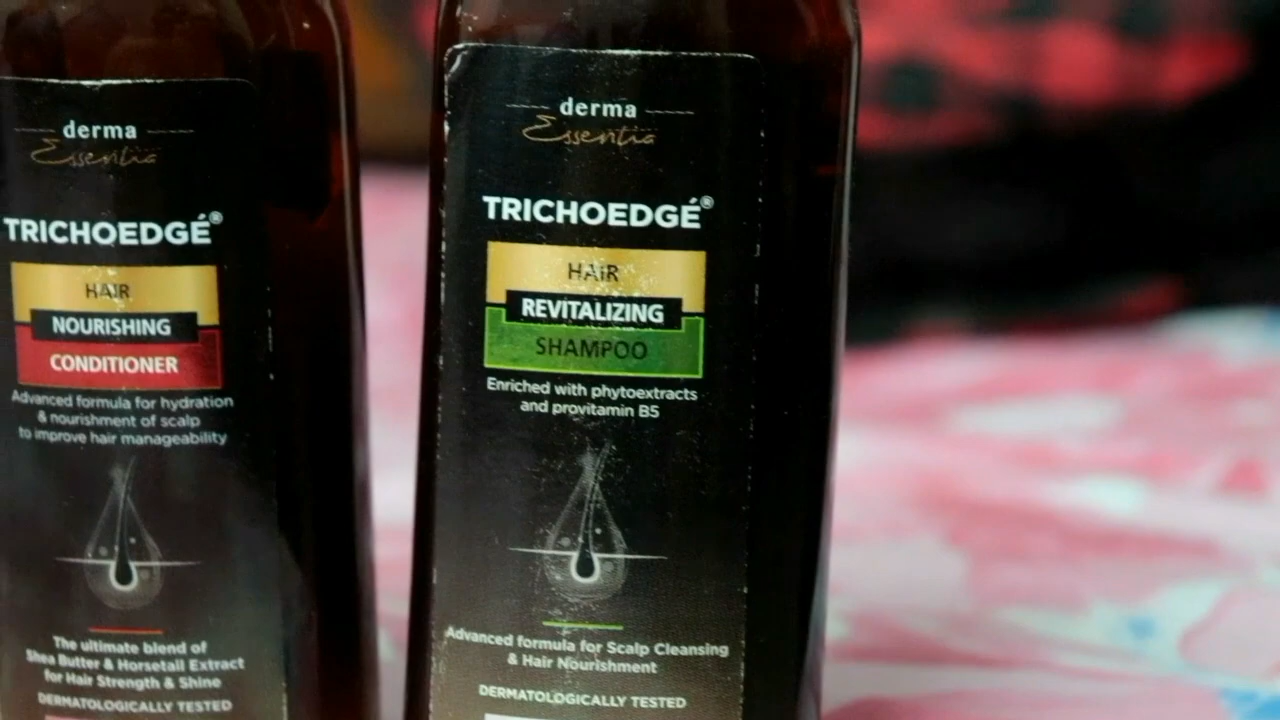 derma
Essentia
TRICHOEDGÉ®
HAIR
NOURISHING
CONDITIONER
Advanced formula for hydration
& nourishment of scalp
to improve hair manageability
The ultimate blend of
Shea Butter & Horsetail Extract
for Hair Strength & Shine
DERMATOLOGICALLY TESTED
derma
Essentia
TRICHOEDGÉ®
HAIR
REVITALIZING
SHAMPOO
Enriched with phytoextracts
and provitamin B5
Advanced formula for Scalp Cleansing
& Hair Nourishment
DERMATOLOGICALLY TESTED